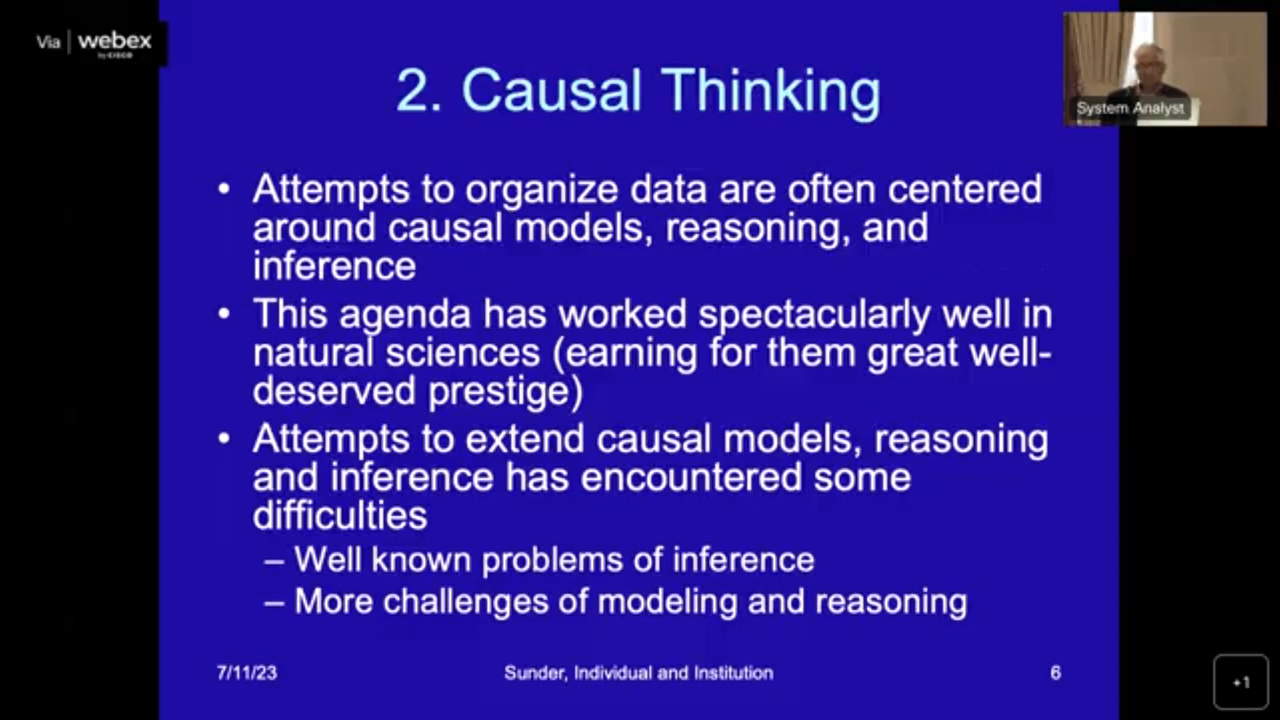 Via | webex
by CISCO
System Analyst
2. Causal Thinking
• Attempts to organize data are often centered
around causal models, reasoning, and
inference
• This agenda has worked spectacularly well in
natural sciences (earning for them great well-
deserved prestige)
• Attempts to extend causal models, reasoning
and inference has encountered some
difficulties
– Well known problems of inference
– More challenges of modeling and reasoning
7/11/23
Sunder, Individual and Institution
6
+1